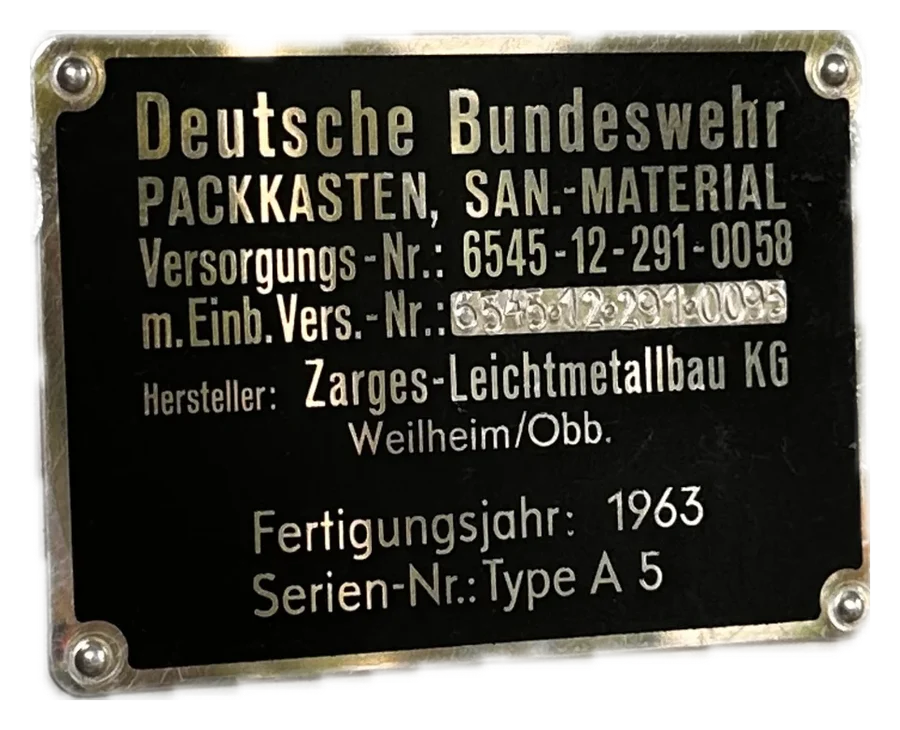 Deutsche Bundeswehr
PACKKASTEN, SAN.-MATERIAL
Versorgungs-Nr.: 6545-12-291-0058
m.Einb.Vers.-Nr.: 6545-12-291-0095
Hersteller: Zarges-Leichtmetallbau KG
Weilheim/Obb.
Fertigungsjahr: 1963
Serien-Nr.: Type A 5